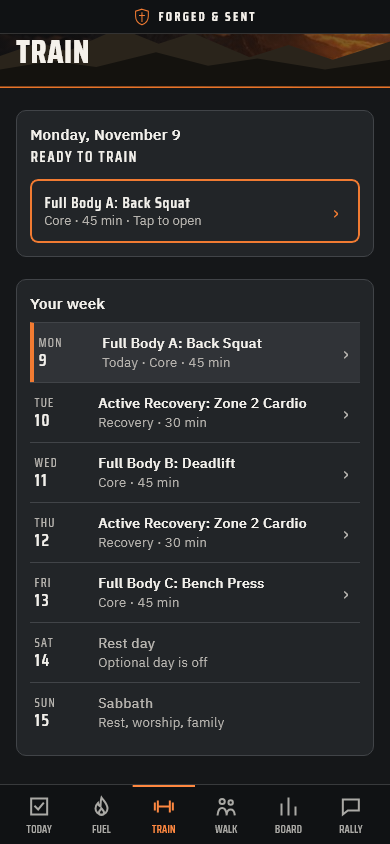 FORGED & SENT
TRAIN
Monday, November 9
READY TO TRAIN
Full Body A: Back Squat
Core · 45 min · Tap to open
Your week
MON
9
Full Body A: Back Squat
Today · Core · 45 min
TUE
10
Active Recovery: Zone 2 Cardio
Recovery · 30 min
WED
11
Full Body B: Deadlift
Core · 45 min
THU
12
Active Recovery: Zone 2 Cardio
Recovery · 30 min
FRI
13
Full Body C: Bench Press
Core · 45 min
SAT
14
Rest day
Optional day is off
SUN
15
Sabbath
Rest, worship, family
TODAY
FUEL
TRAIN
WALK
BOARD
RALLY